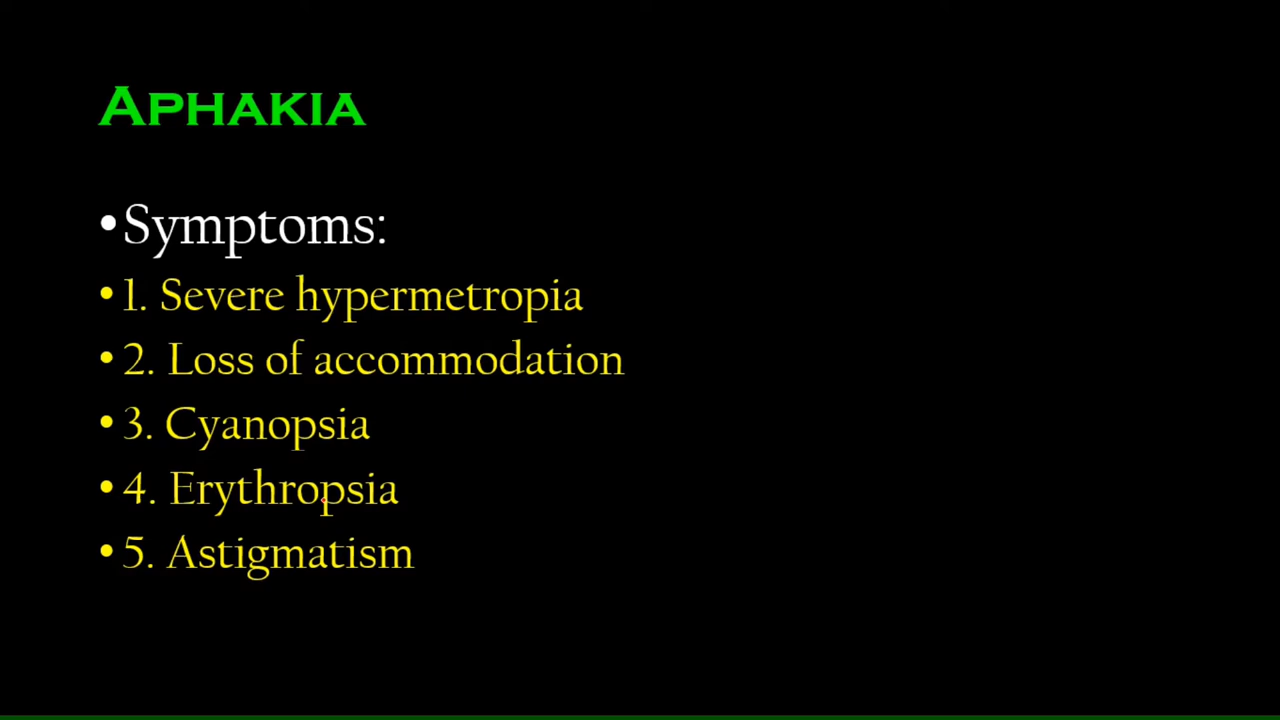 APHAKIA
•Symptoms:
•1. Severe hypermetropia
•2. Loss of accommodation
•3. Cyanopsia
•4. Erythropsia
•5. Astigmatism